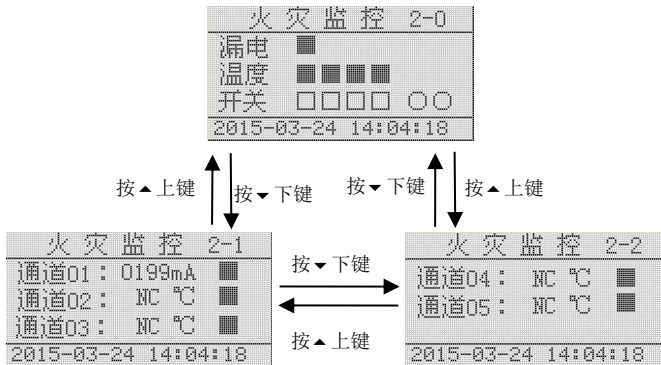 火灾监控 2-0
漏电 ■
温度 ■■■■
开关 □□□□ ○○
2015-03-24 14:04:18
按▲上键
按▼下键
按▼下键
按▲上键
火灾监控 2-1
通道01： 0199mA ■
通道02： NC ℃ ■
通道03： NC ℃ ■
2015-03-24 14:04:18
按▼下键
按▲上键
火灾监控 2-2
通道04： NC ℃ ■
通道05： NC ℃ ■
2015-03-24 14:04:18